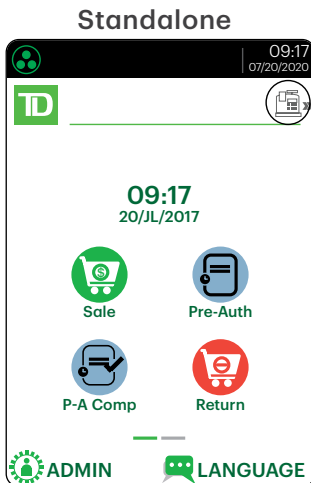 Standalone
09:17
07/20/2020
TD
09:17
20/JL/2017
Sale
Pre-Auth
P-A Comp
Return
ADMIN
LANGUAGE